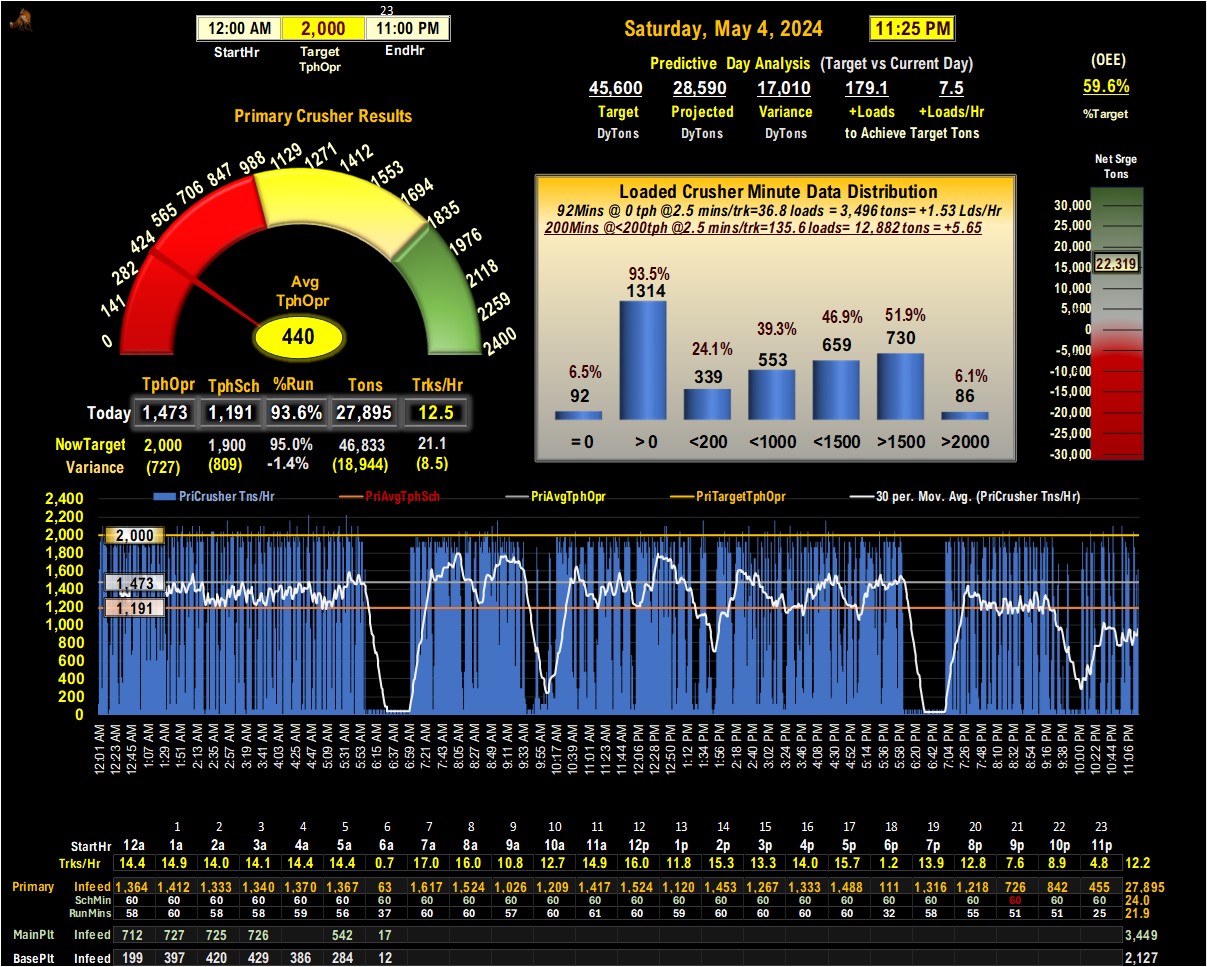 23
12:00 AM 2,000 11:00 PM
StartHr Target TphOpr EndHr
Saturday, May 4, 2024 11:25 PM
Predictive Day Analysis (Target vs Current Day)
45,600 28,590 17,010 179.1 7.5
Target Projected Variance +Loads +Loads/Hr
DyTons DyTons DyTons to Achieve Target Tons
(OEE)
59.6%
%Target
Primary Crusher Results
0 141 282 424 565 706 847 988 1129 1271 1412 1553 1694 1835 1976 2118 2259 2400
Avg
TphOpr
440
TphOpr TphSch %Run Tons Trks/Hr
Today 1,473 1,191 93.6% 27,895 12.5
NowTarget 2,000 1,900 95.0% 46,833 21.1
Variance (727) (809) -1.4% (18,944) (8.5)
Loaded Crusher Minute Data Distribution
92Mins @ 0 tph @2.5 mins/trk=36.8 loads = 3,496 tons= +1.53 Lds/Hr
200Mins @<200tph @2.5 mins/trk=135.6 loads= 12,882 tons = +5.65
6.5% 93.5% 24.1% 39.3% 46.9% 51.9% 6.1%
92 1314 339 553 659 730 86
= 0 > 0 <200 <1000 <1500 >1500 >2000
Net Srge
Tons
30,000
25,000
20,000
15,000
22,319
10,000
5,000
0
-5,000
-10,000
-15,000
-20,000
-25,000
-30,000
PriCrusher Tns/Hr PriAvgTphSch PriAvgTphOpr PriTargetTphOpr 30 per. Mov. Avg. (PriCrusher Tns/Hr)
2,400
2,200
2,000
1,800
1,600
1,400
1,200
1,000
800
600
400
200
0
2,000
1,473
1,191
12:01 AM 12:23 AM 12:45 AM 1:07 AM 1:29 AM 1:51 AM 2:13 AM 2:35 AM 2:57 AM 3:19 AM 3:41 AM 4:03 AM 4:25 AM 4:47 AM 5:09 AM 5:31 AM 5:53 AM 6:15 AM 6:37 AM 6:59 AM 7:21 AM 7:43 AM 8:05 AM 8:27 AM 8:49 AM 9:11 AM 9:33 AM 9:55 AM 10:17 AM 10:39 AM 11:01 AM 11:23 AM 11:44 AM 12:06 PM 12:28 PM 12:50 PM 1:12 PM 1:34 PM 1:56 PM 2:18 PM 2:40 PM 3:02 PM 3:24 PM 3:46 PM 4:08 PM 4:30 PM 4:52 PM 5:14 PM 5:36 PM 5:58 PM 6:20 PM 6:42 PM 7:04 PM 7:26 PM 7:48 PM 8:10 PM 8:32 PM 8:54 PM 9:16 PM 9:38 PM 10:00 PM 10:22 PM 10:44 PM 11:06 PM
1 2 3 4 5 6 7 8 9 10 11 12 13 14 15 16 17 18 19 20 21 22 23
StartHr 12a 1a 2a 3a 4a 5a 6a 7a 8a 9a 10a 11a 12p 1p 2p 3p 4p 5p 6p 7p 8p 9p 10p 11p
Trks/Hr 14.4 14.9 14.0 14.1 14.4 14.4 0.7 17.0 16.0 10.8 12.7 14.9 16.0 11.8 15.3 13.3 14.0 15.7 1.2 13.9 12.8 7.6 8.9 4.8 12.2
Primary Infeed 1,364 1,412 1,333 1,340 1,370 1,367 63 1,617 1,524 1,026 1,209 1,417 1,524 1,120 1,453 1,267 1,333 1,488 111 1,316 1,218 726 842 455 27,895
SchMin 60 60 60 60 60 60 60 60 60 60 60 60 60 60 60 60 60 60 60 60 60 60 60 60 24.0
RunMins 58 60 58 58 59 56 37 60 60 57 60 61 60 59 60 60 60 60 32 58 55 51 51 25 21.9
MainPlt Infeed 712 727 725 726 542 17 3,449
BasePlt Infeed 199 397 420 429 386 284 12 2,127